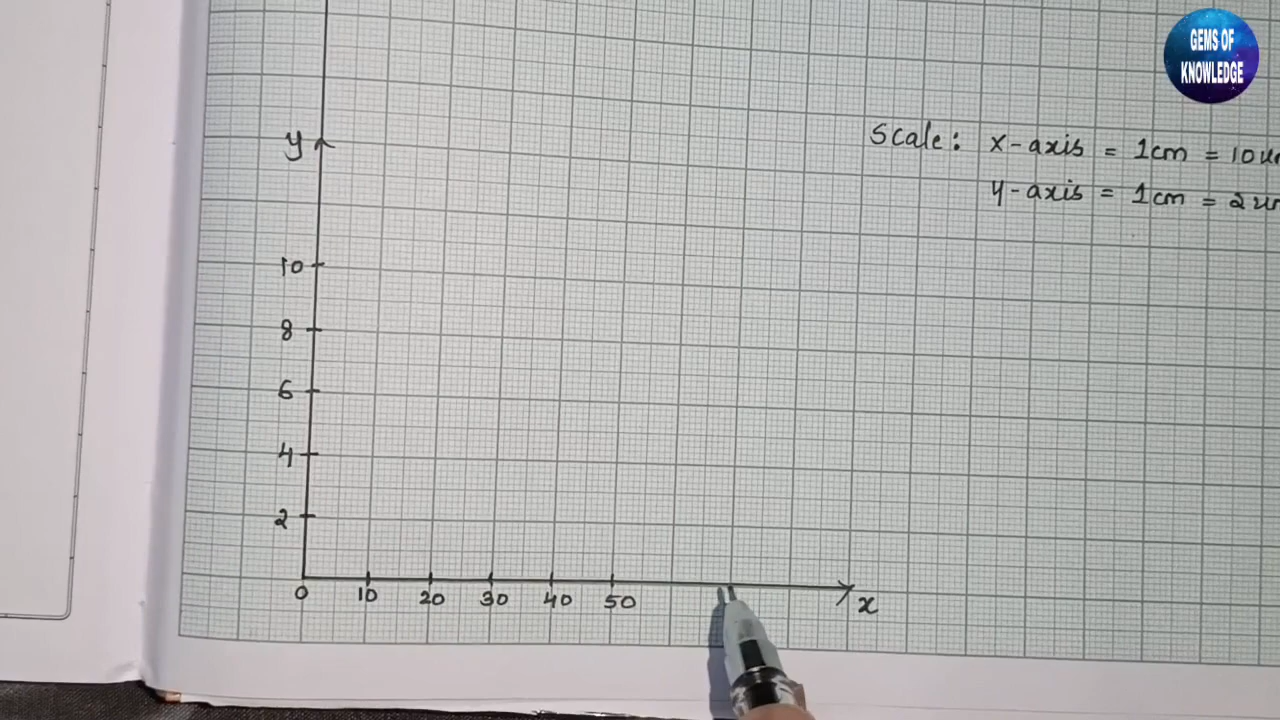 GEMS OF
KNOWLEDGE
Scale: x-axis = 1cm = 10
y-axis = 1cm = 2
y
10
8
6
4
2
0 10 20 30 40 50
x